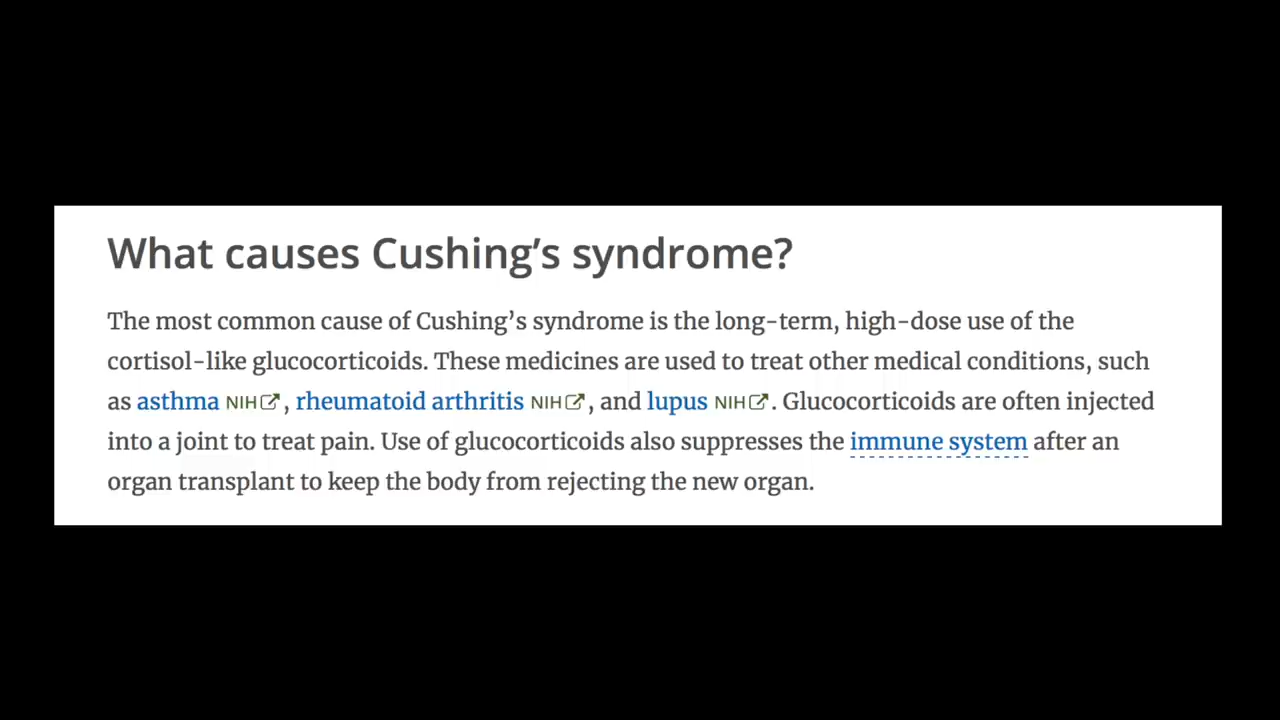 What causes Cushing’s syndrome?
The most common cause of Cushing’s syndrome is the long-term, high-dose use of the
cortisol-like glucocorticoids. These medicines are used to treat other medical conditions, such
as asthma NIH, rheumatoid arthritis NIH, and lupus NIH. Glucocorticoids are often injected
into a joint to treat pain. Use of glucocorticoids also suppresses the immune system after an
organ transplant to keep the body from rejecting the new organ.